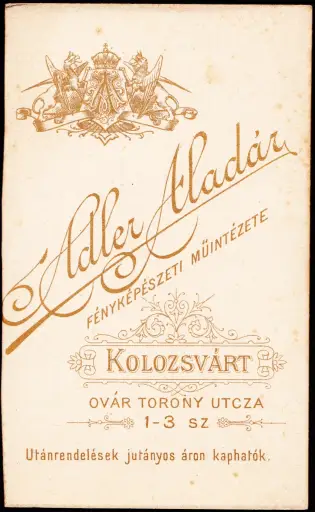 Adler Aladár
FÉNYKÉPÉSZETI MŰINTÉZETE
KOLOZSVÁRT
OVÁR TORONY UTCZA
1-3 SZ
Utánrendelések jutányos áron kaphatók.